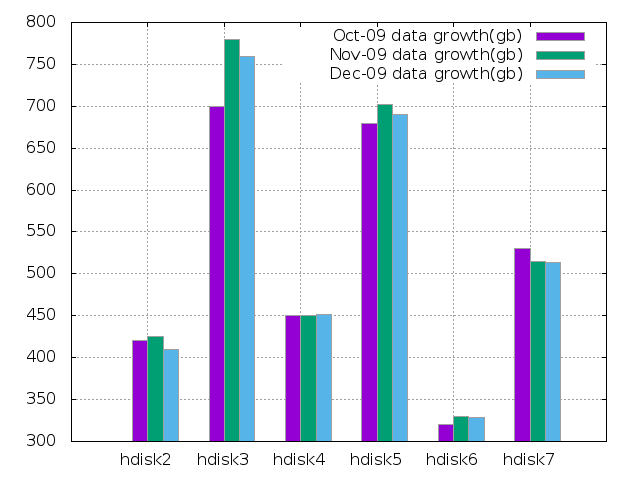 800
Oct-09 data growth(gb)
Nov-09 data growth(gb)
750
Dec-09 data growth(gb)
700
650
600
550
500
450
400
350
300
hdisk2 hdisk3 hdisk4 hdisk5 hdisk6 hdisk7